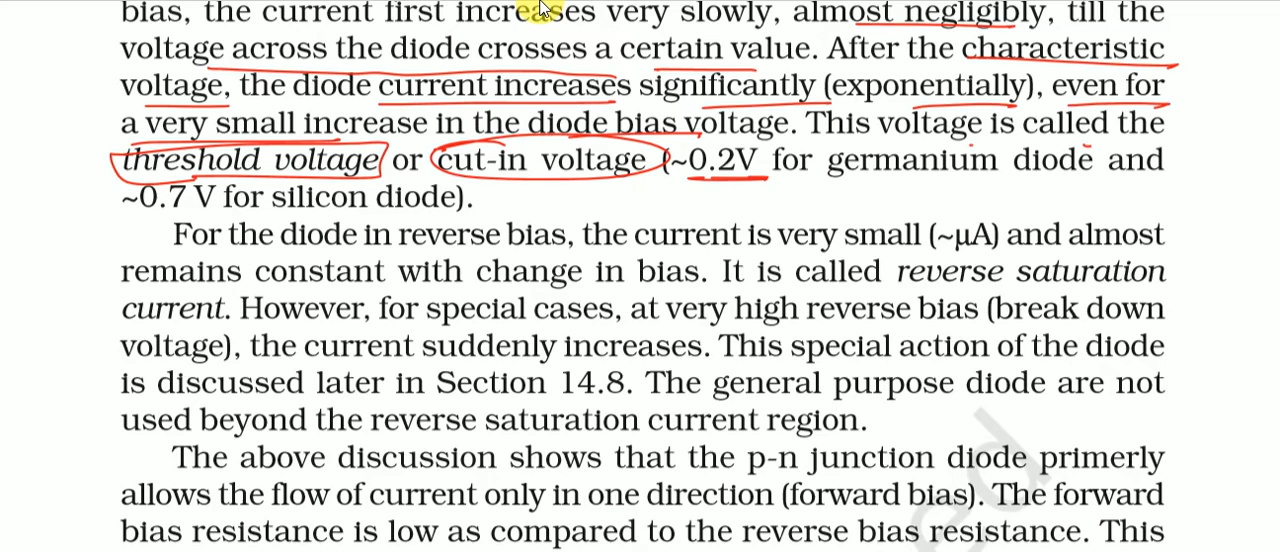 bias, the current first increases very slowly, almost negligibly, till the
voltage across the diode crosses a certain value. After the characteristic
voltage, the diode current increases significantly (exponentially), even for
a very small increase in the diode bias voltage. This voltage is called the
threshold voltage or cut-in voltage (~0.2V for germanium diode and
~0.7 V for silicon diode).
For the diode in reverse bias, the current is very small (~µA) and almost
remains constant with change in bias. It is called reverse saturation
current. However, for special cases, at very high reverse bias (break down
voltage), the current suddenly increases. This special action of the diode
is discussed later in Section 14.8. The general purpose diode are not
used beyond the reverse saturation current region.
The above discussion shows that the p-n junction diode primerly
allows the flow of current only in one direction (forward bias). The forward
bias resistance is low as compared to the reverse bias resistance. This
ed